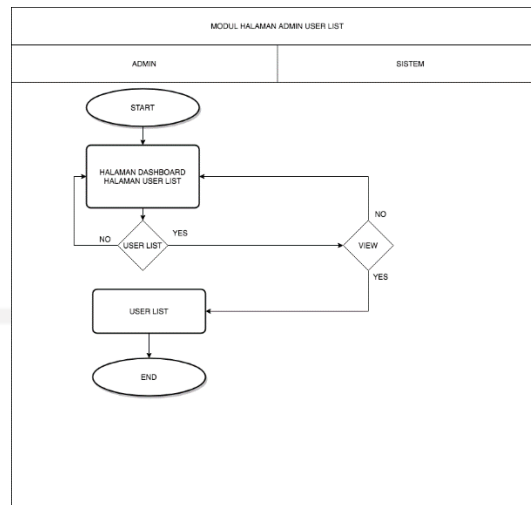 MODUL HALAMAN ADMIN USER LIST
ADMIN
SISTEM
START
HALAMAN DASHBOARD
HALAMAN USER LIST
NO
YES
USER LIST
NO
VIEW
YES
USER LIST
END